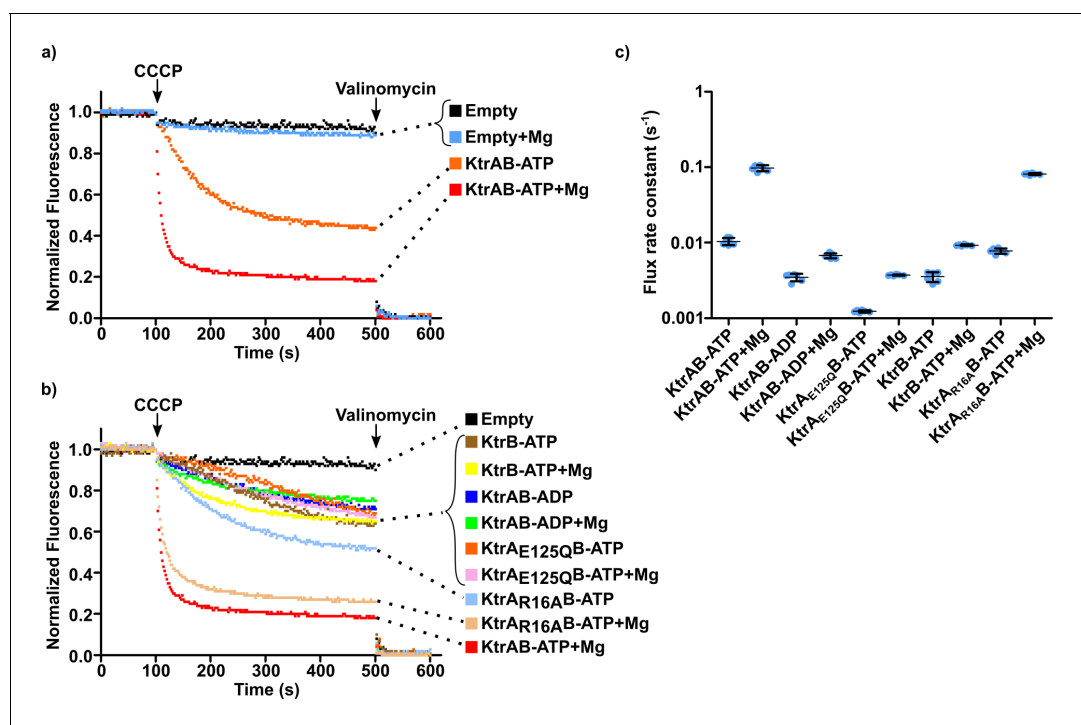 a)
CCCP
Valinomycin
Normalized Fluorescence
1.0
0.8
0.6
0.4
0.2
0.0
0 100 200 300 400 500 600
Time (s)
Empty
Empty+Mg
KtrAB-ATP
KtrAB-ATP+Mg
b)
CCCP
Valinomycin
Normalized Fluorescence
1.0
0.8
0.6
0.4
0.2
0.0
0 100 200 300 400 500 600
Time (s)
Empty
KtrB-ATP
KtrB-ATP+Mg
KtrAB-ADP
KtrAB-ADP+Mg
KtrAE125QB-ATP
KtrAE125QB-ATP+Mg
KtrAR16AB-ATP
KtrAR16AB-ATP+Mg
KtrAB-ATP+Mg
c)
Flux rate constant (s-1)
1
0.1
0.01
0.001
KtrAB-ATP
KtrAB-ATP+Mg
KtrAB-ADP
KtrAB-ADP+Mg
KtrAE125QB-ATP
KtrAE125QB-ATP+Mg
KtrB-ATP
KtrB-ATP+Mg
KtrAR16AB-ATP
KtrAR16AB-ATP+Mg